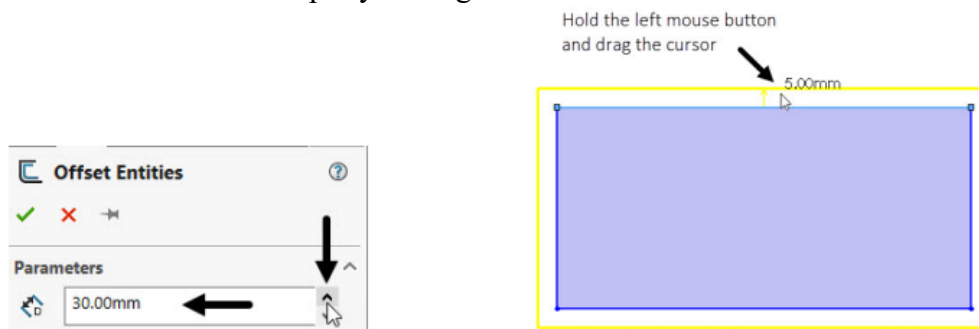 Hold the left mouse button
and drag the cursor
5.00mm
Offset Entities
Parameters
30.00mm